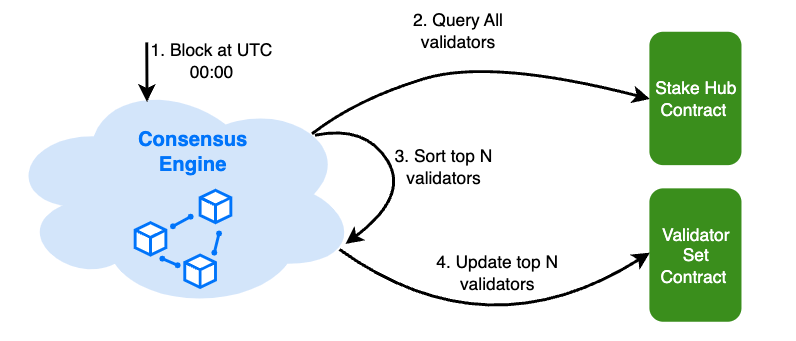 1. Block at UTC
00:00
2. Query All
validators
Stake Hub
Contract
Consensus
Engine
3. Sort top N
validators
4. Update top N
validators
Validator
Set
Contract